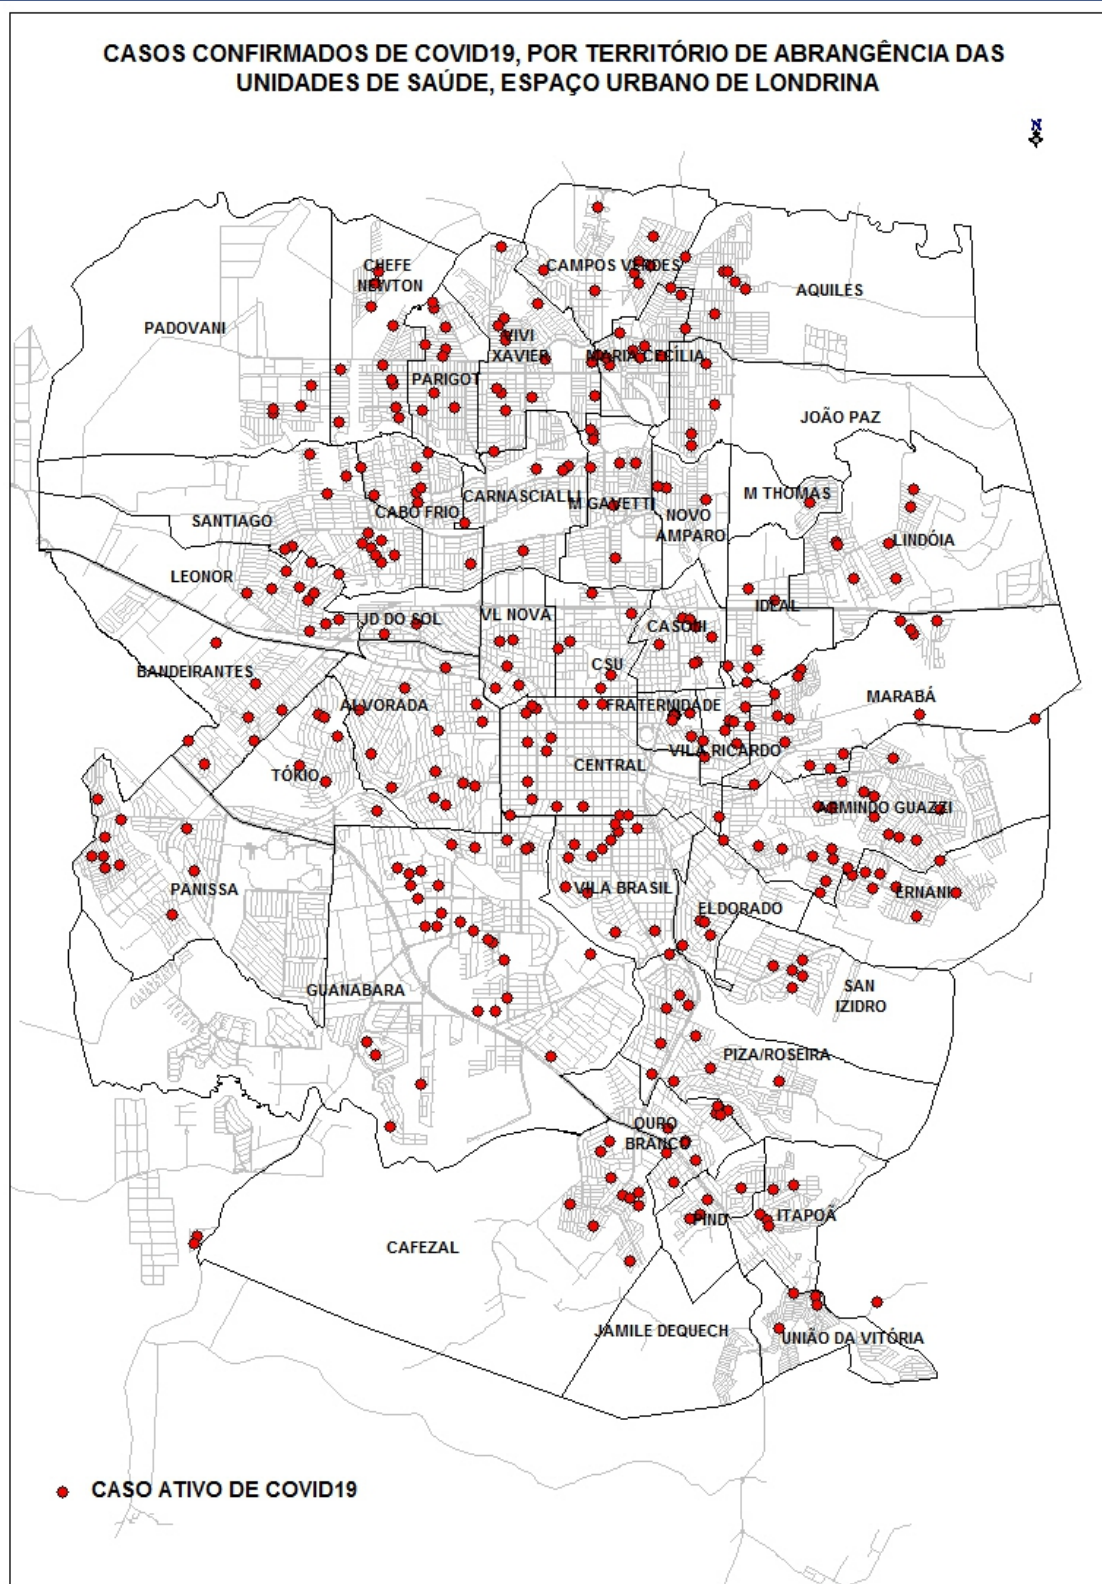 CASOS CONFIRMADOS DE COVID19, POR TERRITÓRIO DE ABRANGÊNCIA DAS
UNIDADES DE SAÚDE, ESPAÇO URBANO DE LONDRINA
N
CHEFE
NEWTON
CAMPOS VERDES
AQUILES
PADOVANI
VIVI
XAVIER
MARIA CECÍLIA
PARIGOT
JOÃO PAZ
CARNASCIALLI
M GAVETTI
M THOMAS
CABO FRIO
SANTIAGO
NOVO
AMPARO
LINDÓIA
LEONOR
IDEAL
JD DO SOL
VL NOVA
CASONI
CSU
BANDEIRANTES
MARABÁ
ALVORADA
FRATERNIDADE
VILA RICARDO
CENTRAL
TÓKIO
ARMINDO GUAZZI
PANISSA
VILA BRASIL
ERNANI
ELDORADO
GUANABARA
SAN
IZIDRO
PIZA/ROSEIRA
OURO
BRANCO
PIND
ITAPOÃ
CAFEZAL
JAMILE DEQUECH
UNIÃO DA VITÓRIA
CASO ATIVO DE COVID19